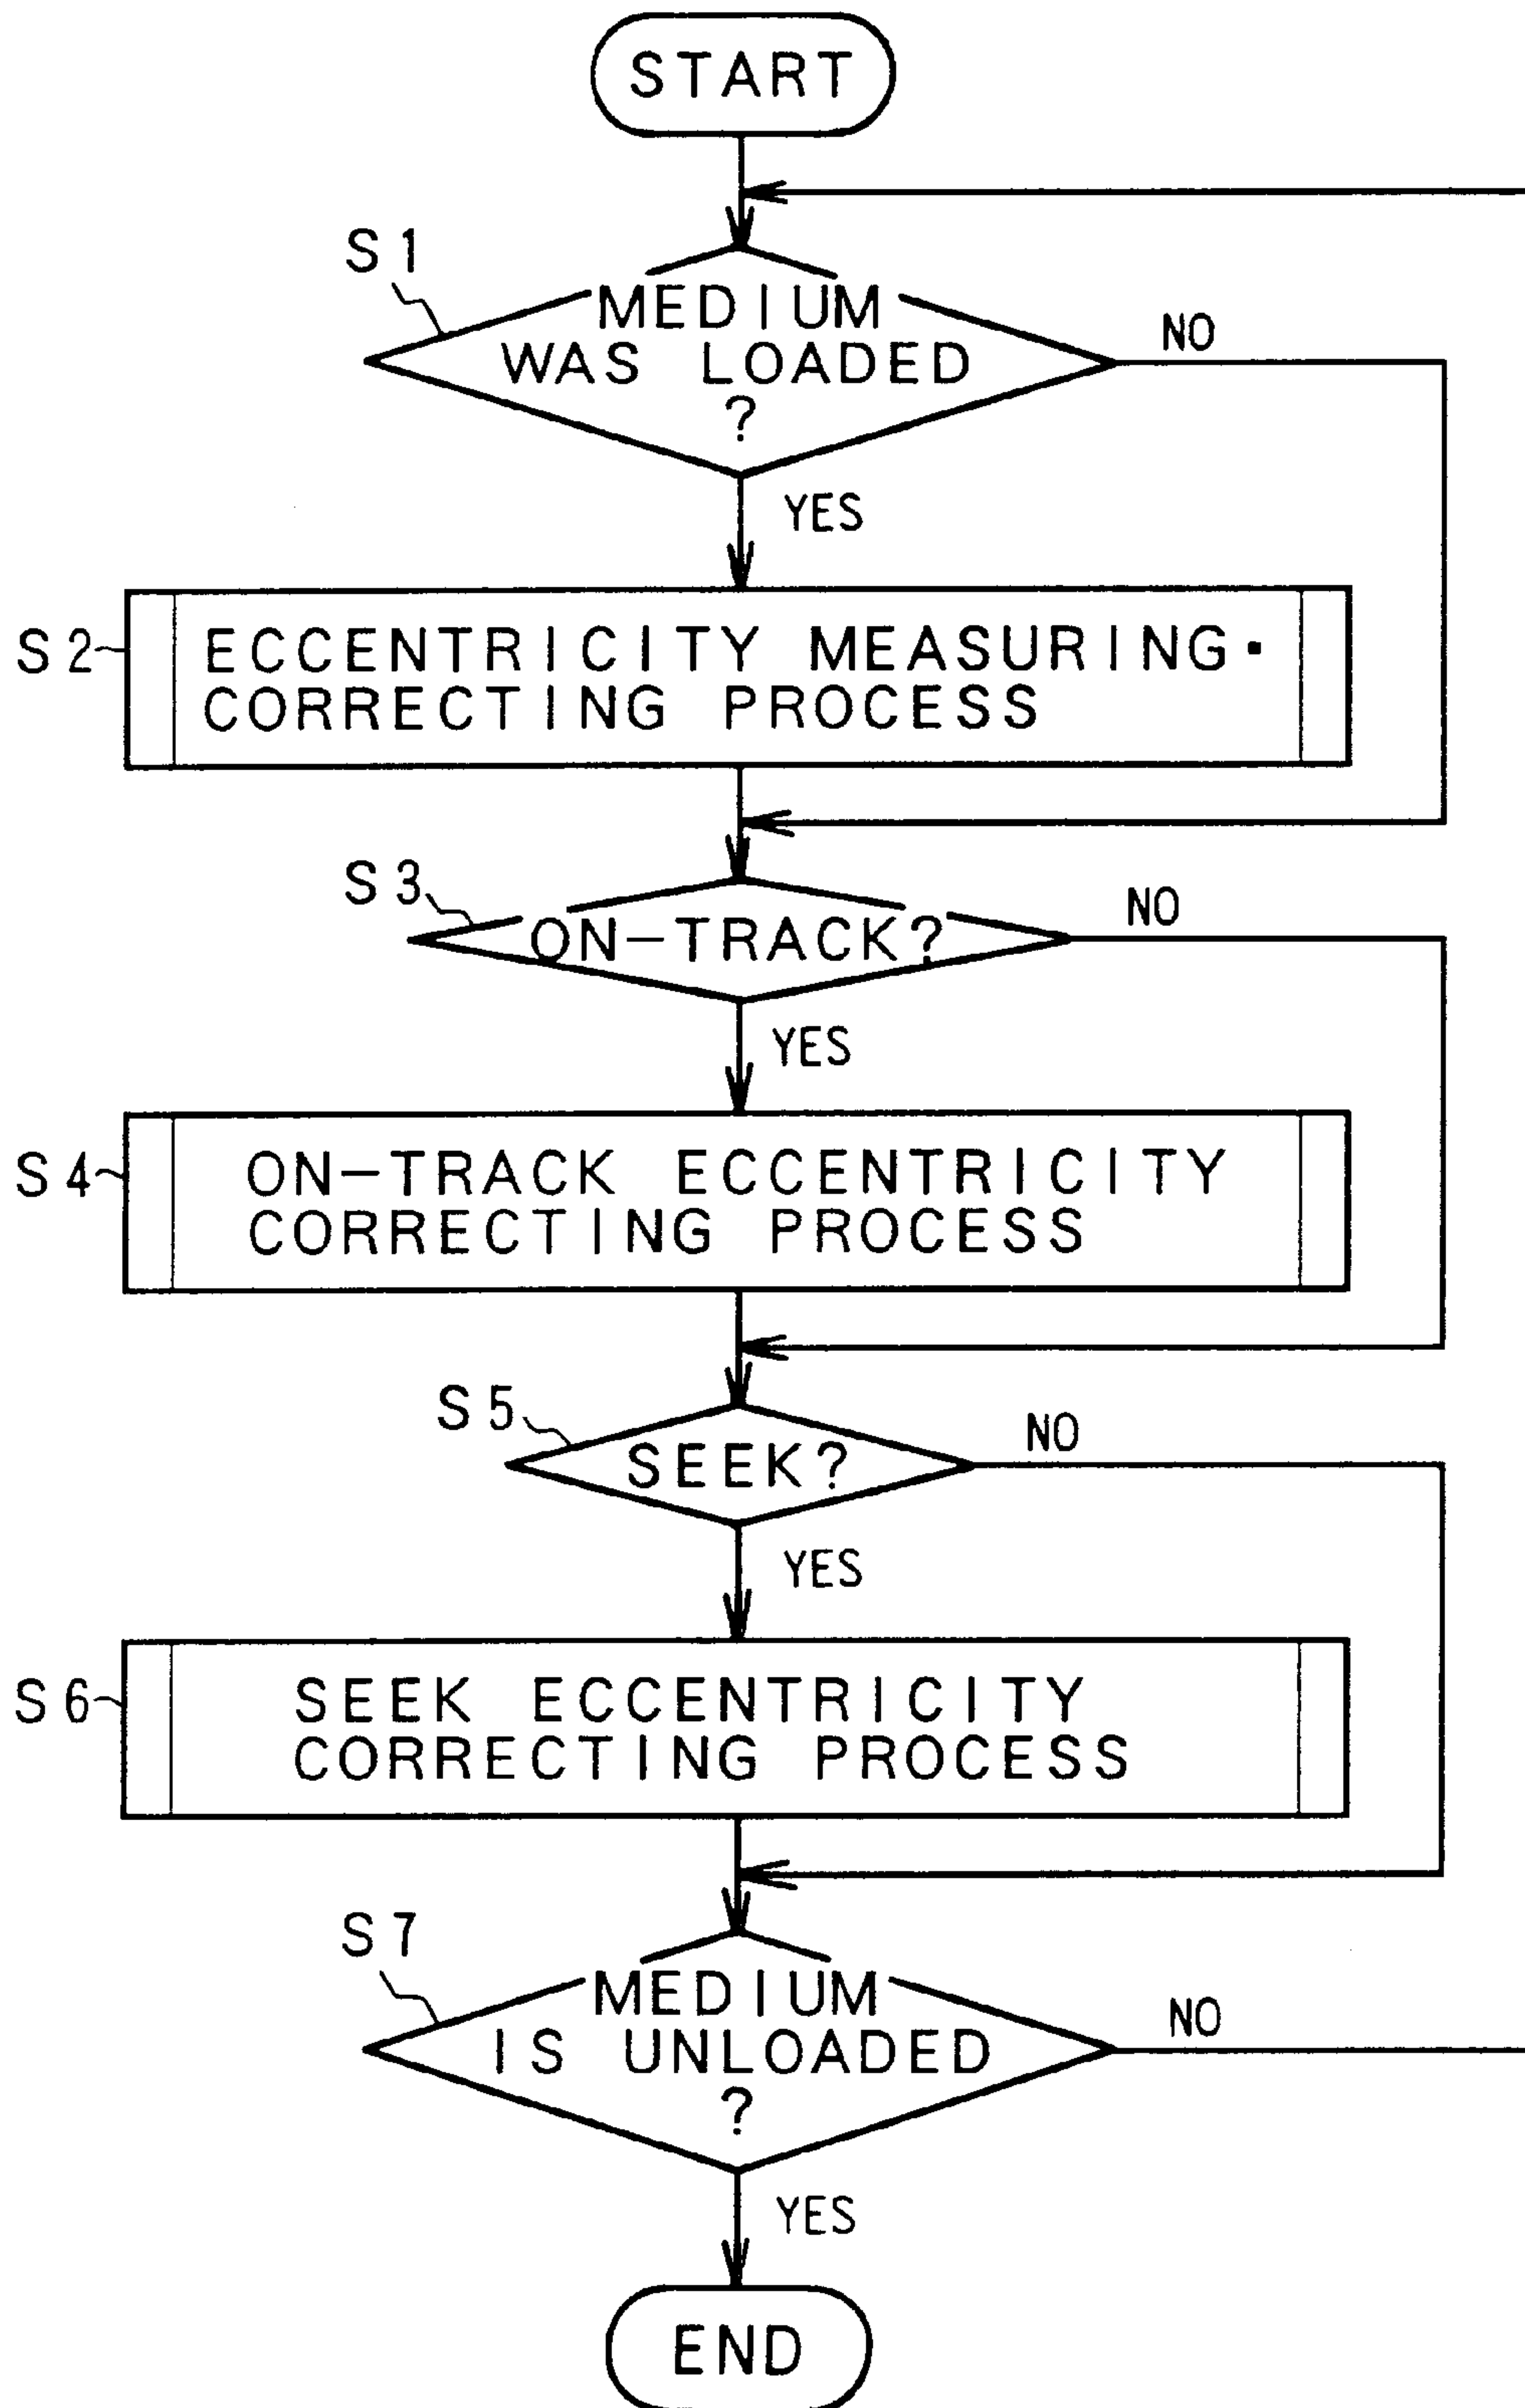 START
S1
MEDIUM
WAS LOADED
?
NO
YES
S2
ECCENTRICITY MEASURING·
CORRECTING PROCESS
S3
ON-TRACK?
NO
YES
S4
ON-TRACK ECCENTRICITY
CORRECTING PROCESS
S5
SEEK?
NO
YES
S6
SEEK ECCENTRICITY
CORRECTING PROCESS
S7
MEDIUM
IS UNLOADED
?
NO
YES
END